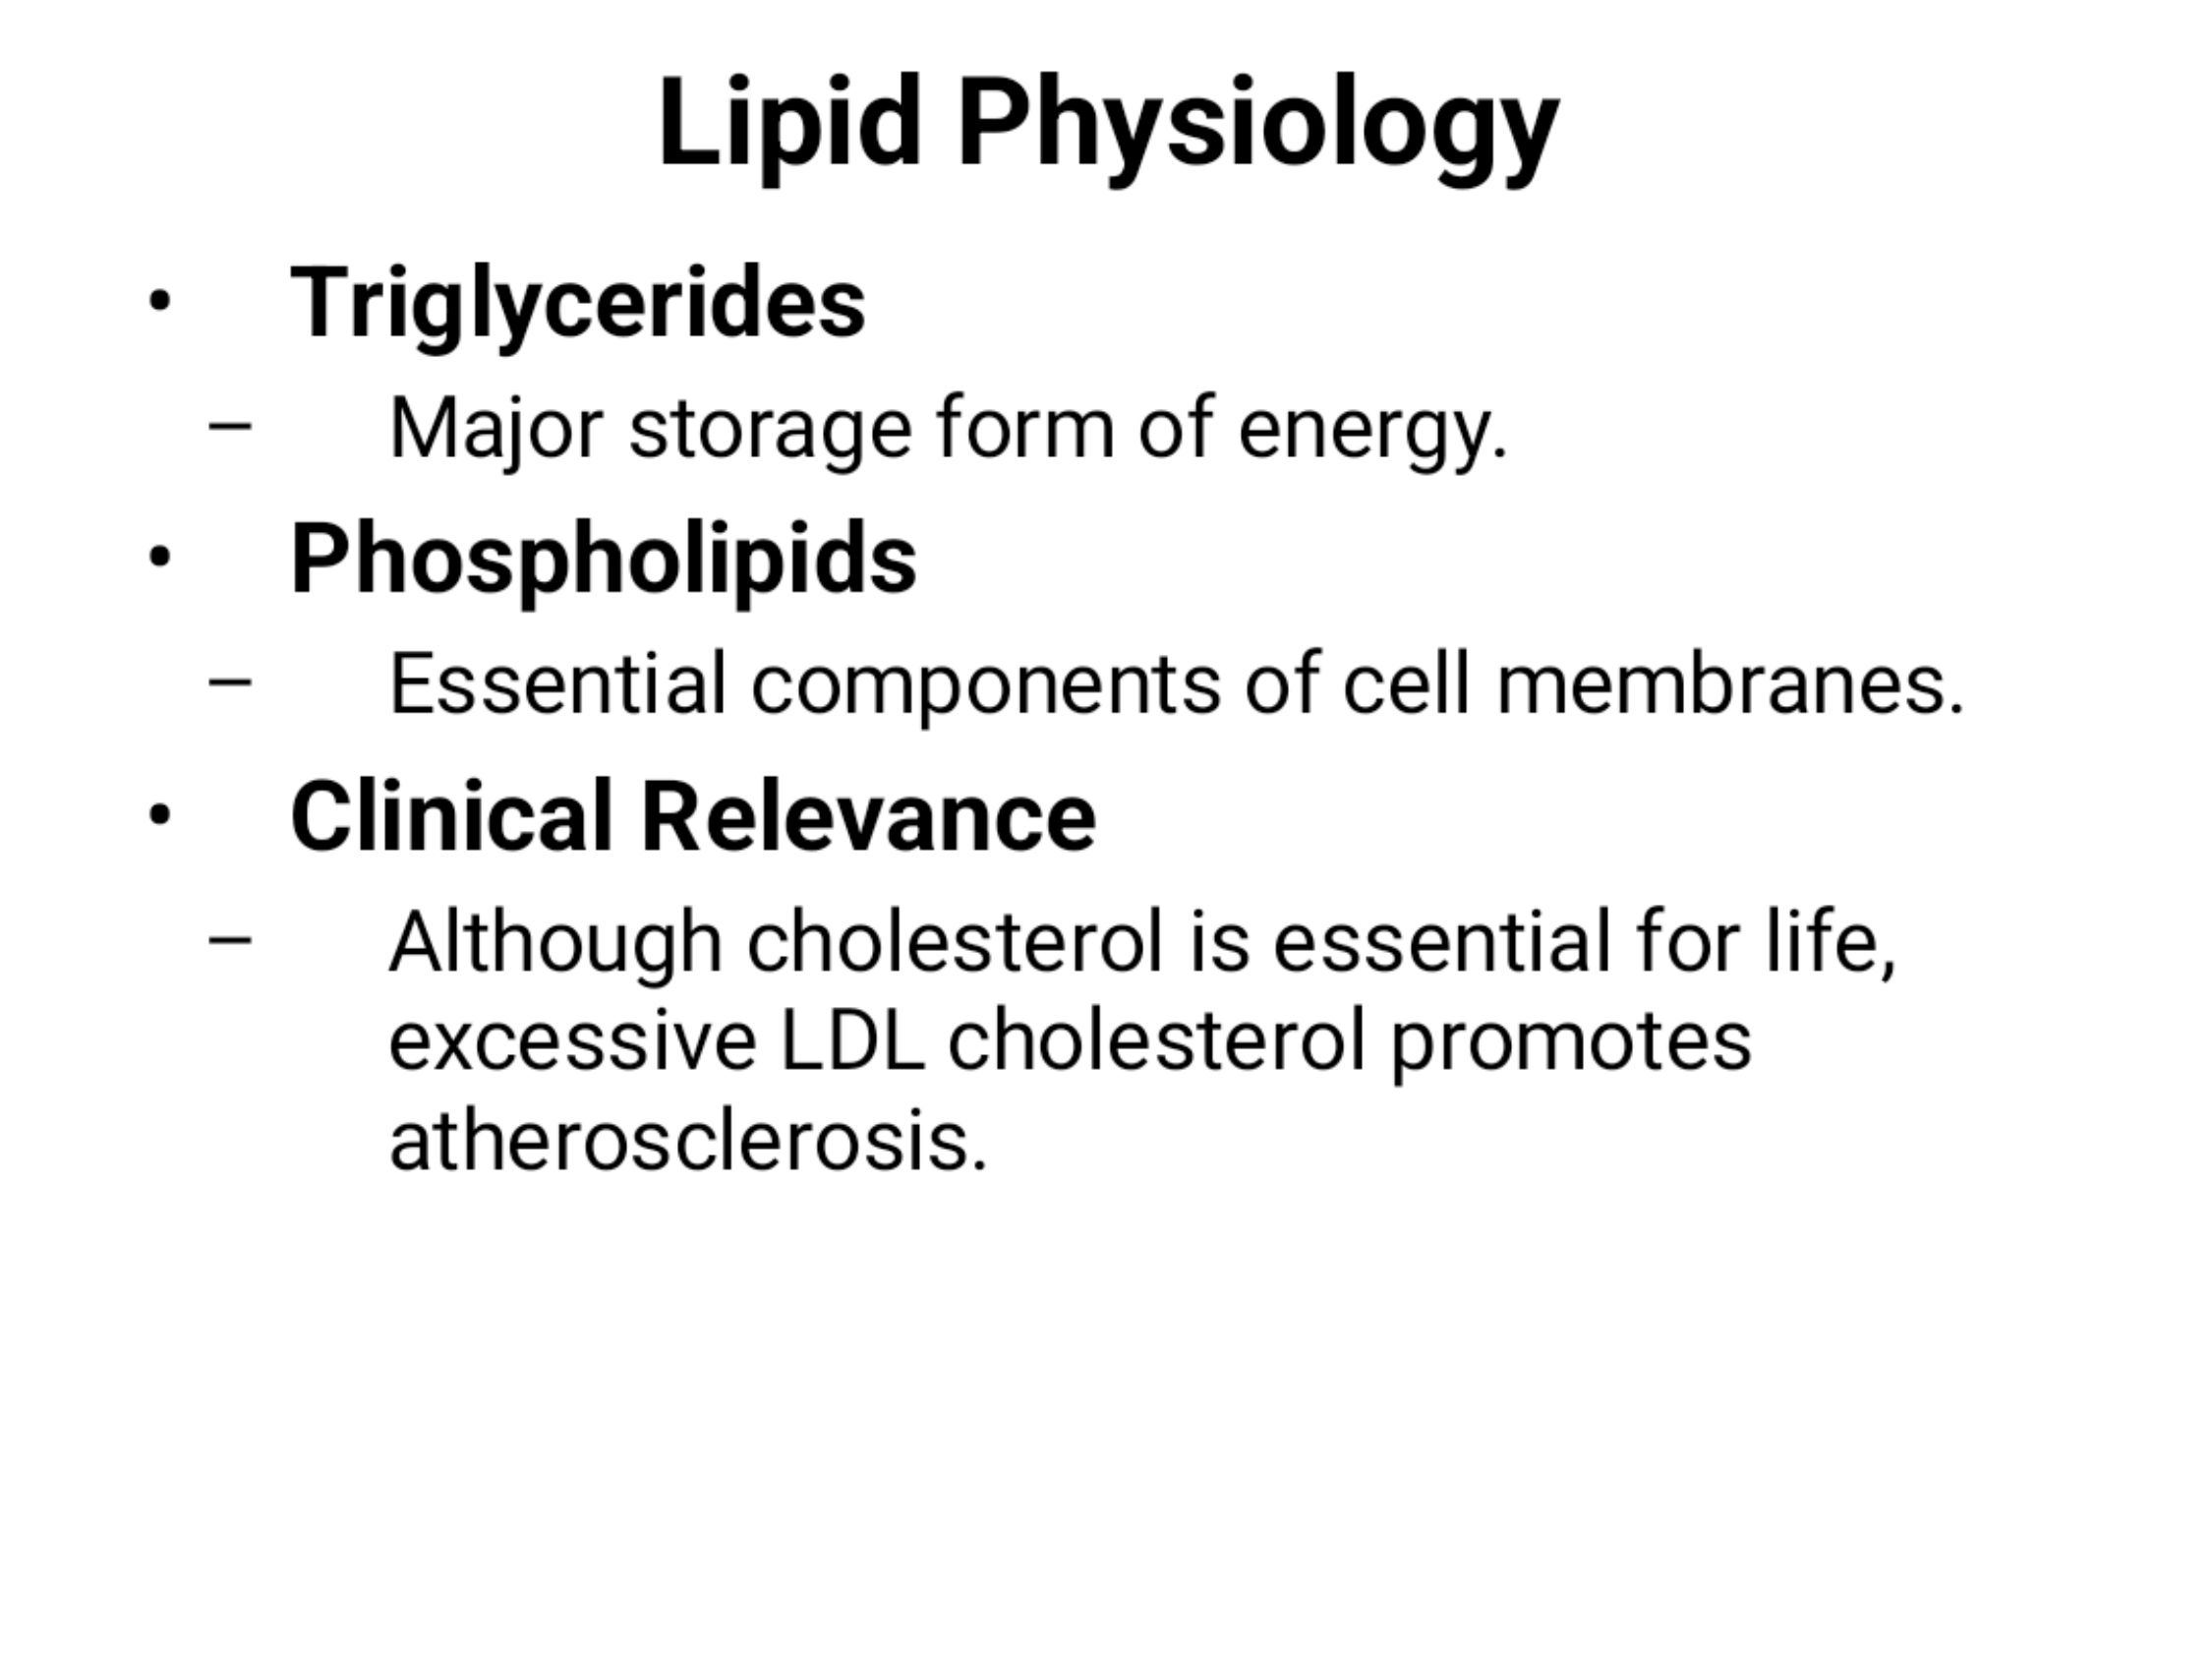 Lipid Physiology
• Triglycerides
– Major storage form of energy.
• Phospholipids
– Essential components of cell membranes.
• Clinical Relevance
– Although cholesterol is essential for life,
excessive LDL cholesterol promotes
atherosclerosis.